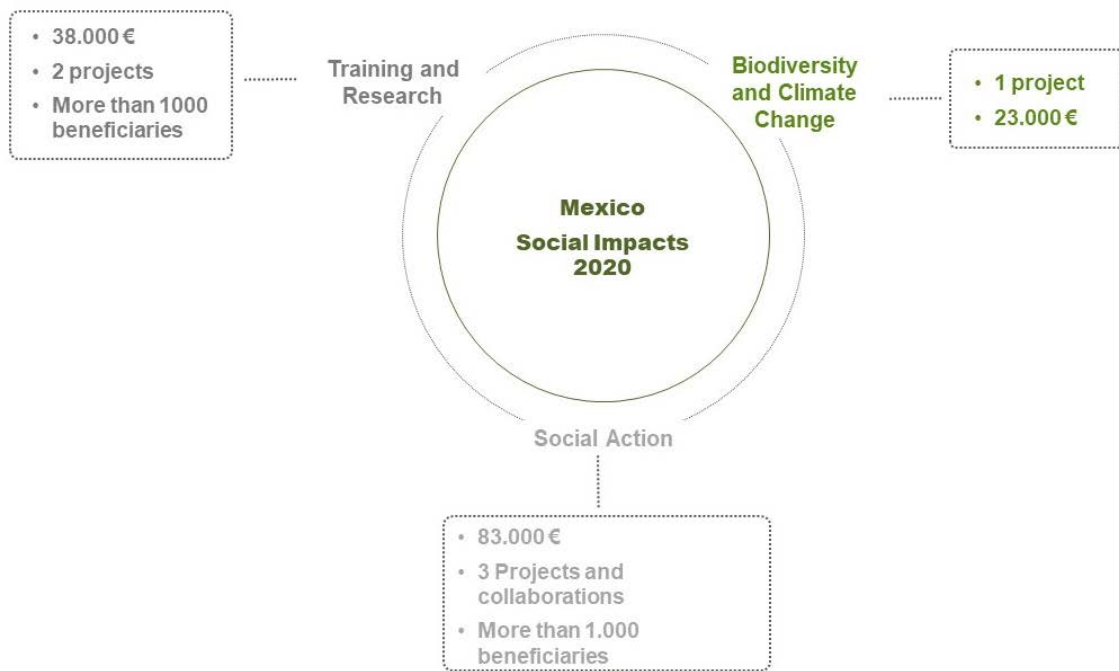 • 38.000 €
• 2 projects
• More than 1000
beneficiaries
Training and
Research
Biodiversity
and Climate
Change
• 1 project
• 23.000 €
Mexico
Social Impacts
2020
Social Action
• 83.000 €
• 3 Projects and
collaborations
• More than 1.000
beneficiaries